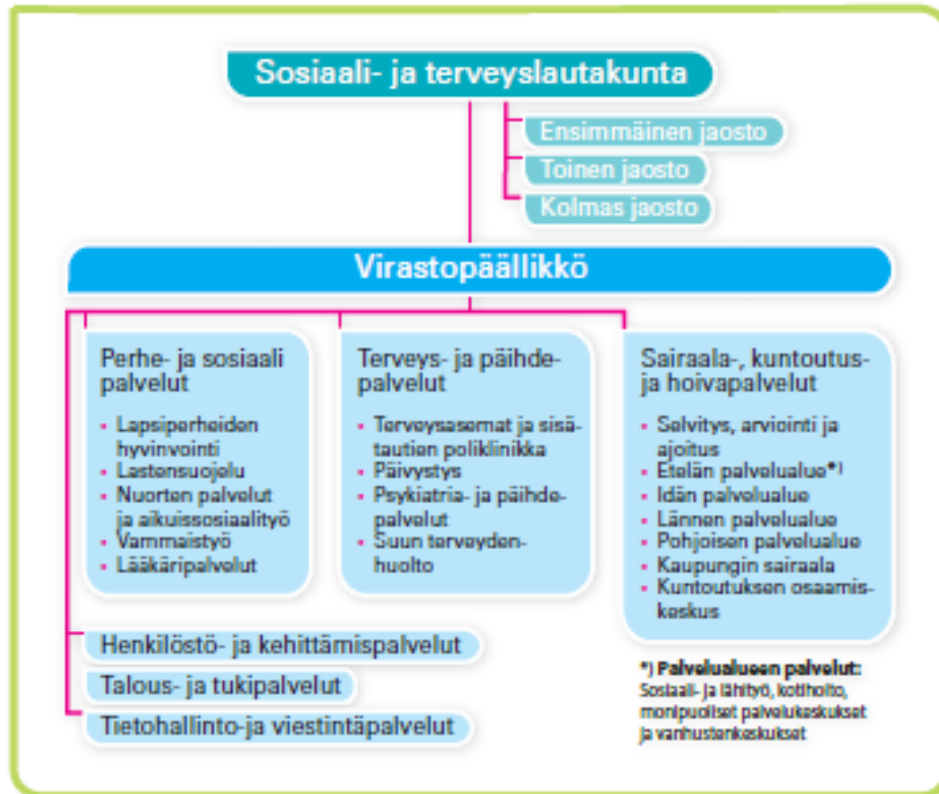 Sosiaali- ja terveyslautakunta
Ensimmäinen jaosto
Toinen jaosto
Kolmas jaosto
Virastopäällikkö
Perhe- ja sosiaali
palvelut
• Lapsiperheiden
hyvinvointi
• Lastensuojelu
• Nuorten palvelut
ja aikuissosiaalityö
• Vammaistyö
• Lääkäripalvelut
Terveys- ja päihde-
palvelut
• Terveysasemat ja sisä-
tautien poliklinikka
• Päivystys
• Psykiatria- ja päihde-
palvelut
• Suun terveyden-
huolto
Sairaala-, kuntoutus-
ja hoivapalvelut
• Selvitys, arviointi ja
ajoitus
• Etelän palvelualue*)
• Idän palvelualue
• Lännen palvelualue
• Pohjoisen palvelualue
• Kaupungin sairaala
• Kuntoutuksen osaamis-
keskus
Henkilöstö- ja kehittämispalvelut
Talous- ja tukipalvelut
Tietohallinto-ja viestintäpalvelut
*) Palvelualueen palvelut:
Sosiaali- ja lähityö, kotihoito,
monipuoliset palvelukeskukset
ja vanhustenkeskukset